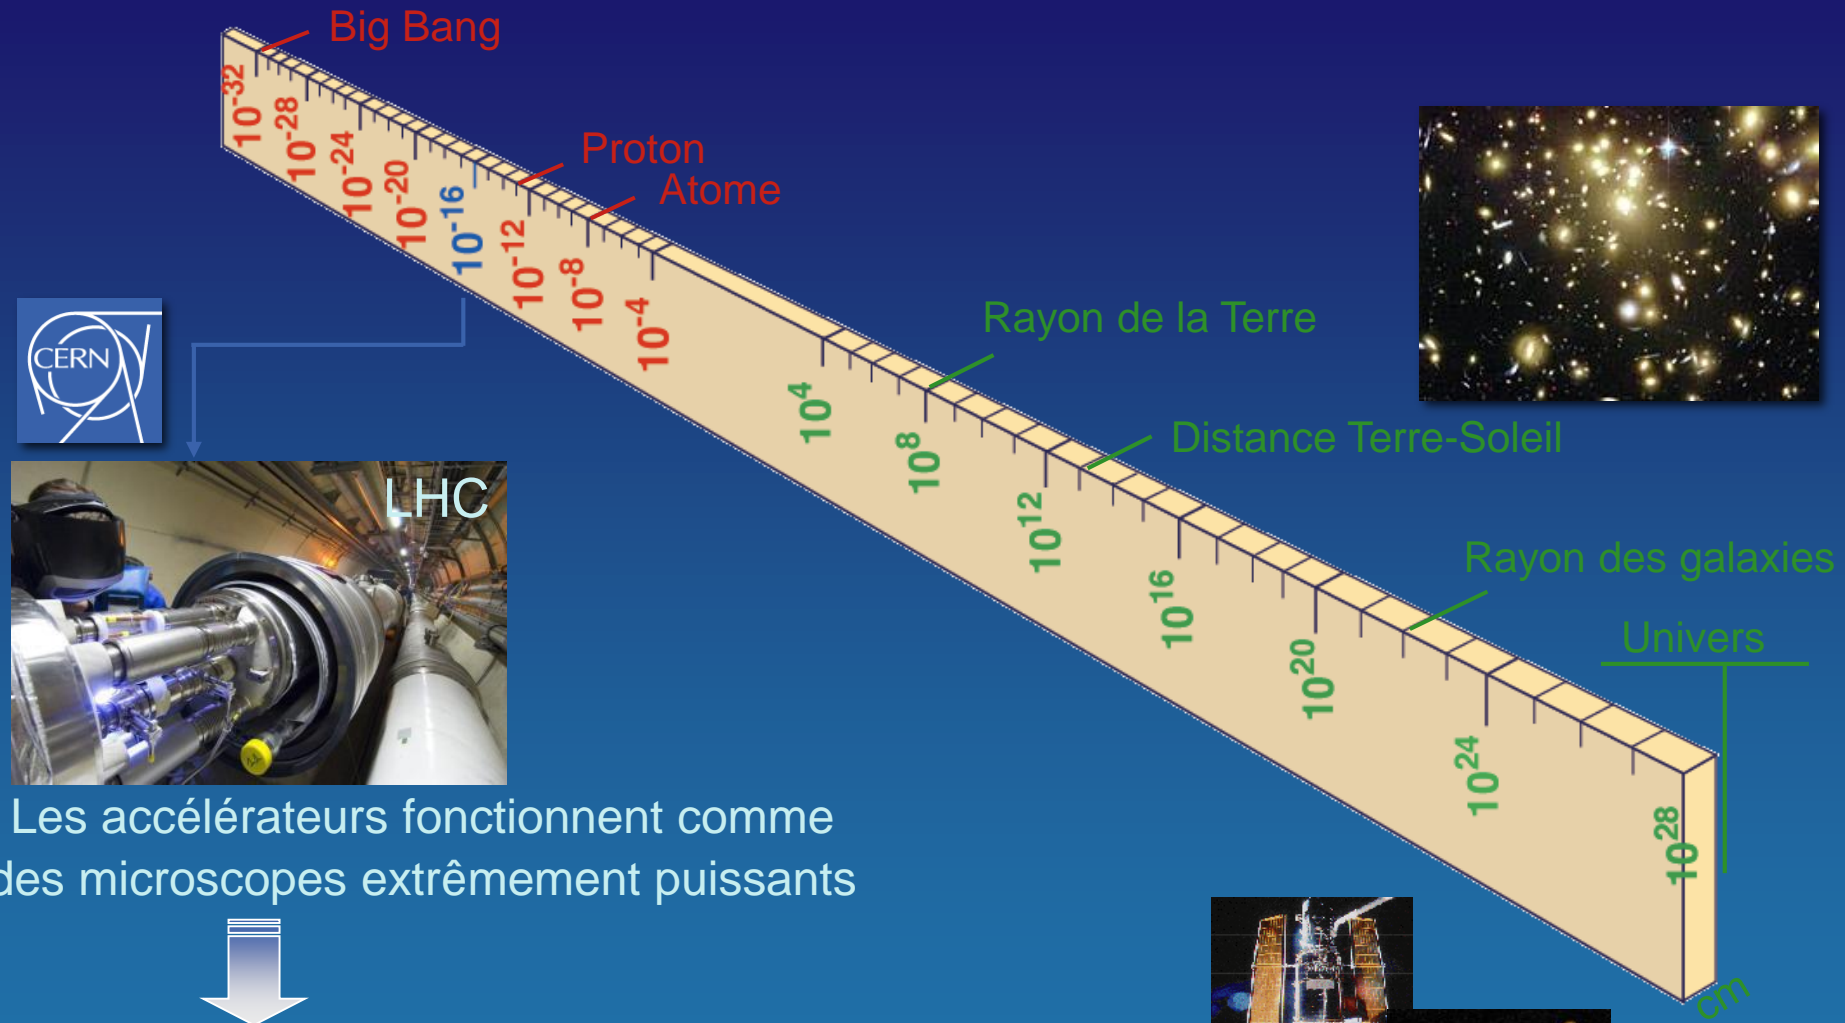 Big Bang
Proton
Atome
10⁻³²
10⁻²⁸
10⁻²⁴
10⁻²⁰
10⁻¹⁶
10⁻¹²
10⁻⁸
10⁻⁴
Rayon de la Terre
10⁴
10⁸
Distance Terre-Soleil
10¹²
10¹⁶
Rayon des galaxies
10²⁰
Univers
10²⁴
10²⁸
cm
CERN
LHC
Les accélérateurs fonctionnent comme
des microscopes extrêmement puissants